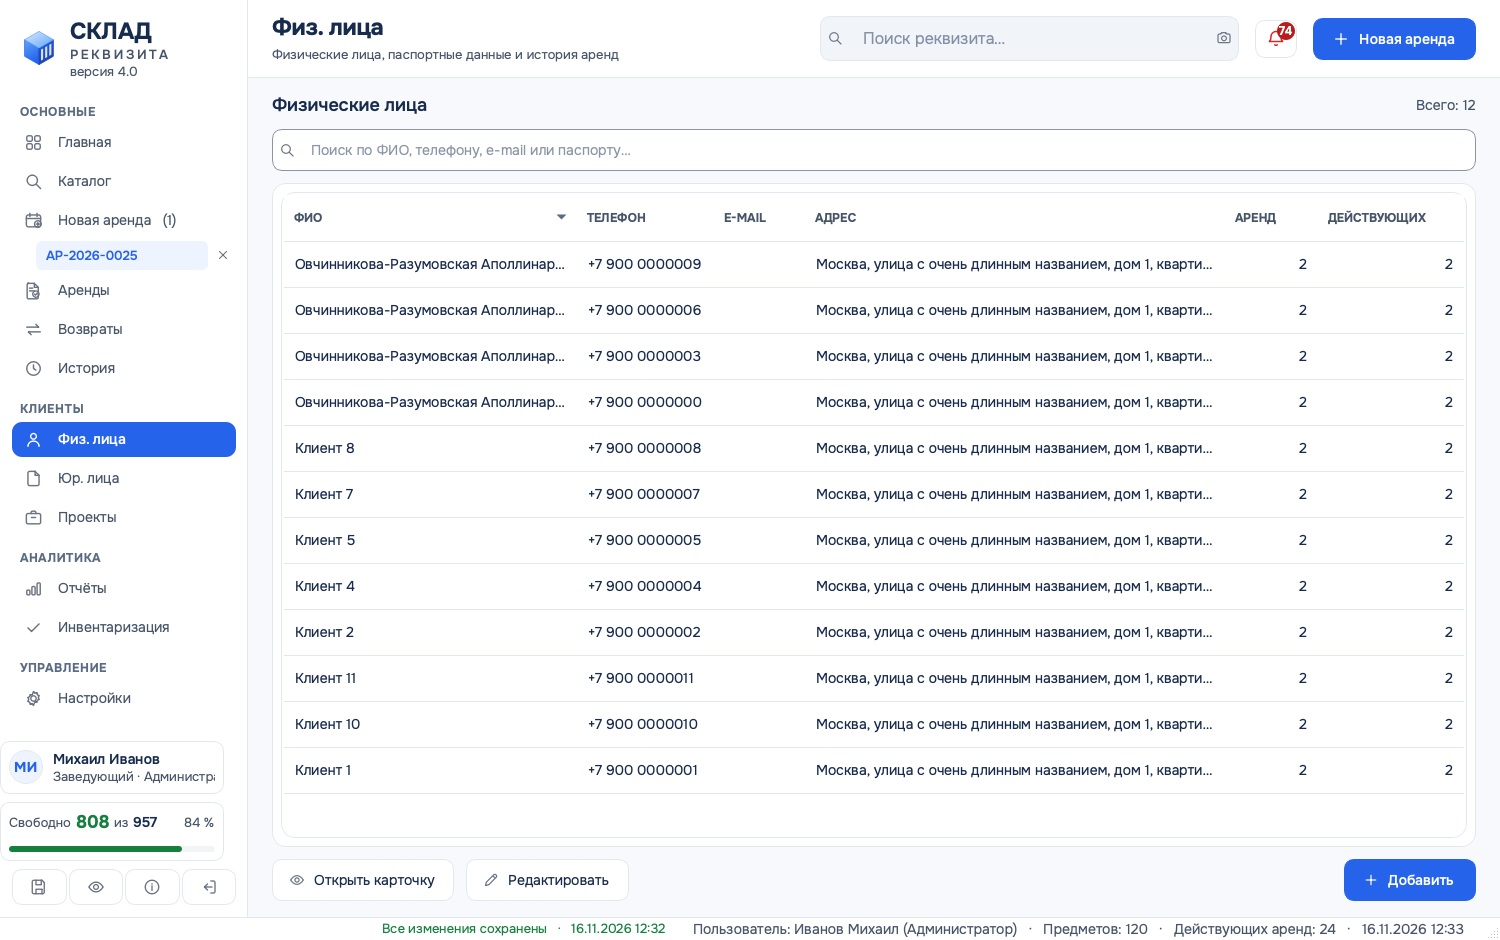 СКЛАД
РЕКВИЗИТА
версия 4.0
ОСНОВНЫЕ
Главная
Каталог
Новая аренда (1)
АР-2026-0025
Аренды
Возвраты
История
КЛИЕНТЫ
Физ. лица
Юр. лица
Проекты
АНАЛИТИКА
Отчёты
Инвентаризация
УПРАВЛЕНИЕ
Настройки
МИ
Михаил Иванов
Заведующий · Администра
Свободно 808 из 957 84 %
Физ. лица
Физические лица, паспортные данные и история аренд
Поиск реквизита...
74
Новая аренда
Физические лица
Всего: 12
Поиск по ФИО, телефону, e-mail или паспорту...
ФИО ТЕЛЕФОН E-MAIL АДРЕС АРЕНД ДЕЙСТВУЮЩИХ
Овчинникова-Разумовская Аполлинар... +7 900 0000009 Москва, улица с очень длинным названием, дом 1, кварти... 2 2
Овчинникова-Разумовская Аполлинар... +7 900 0000006 Москва, улица с очень длинным названием, дом 1, кварти... 2 2
Овчинникова-Разумовская Аполлинар... +7 900 0000003 Москва, улица с очень длинным названием, дом 1, кварти... 2 2
Овчинникова-Разумовская Аполлинар... +7 900 0000000 Москва, улица с очень длинным названием, дом 1, кварти... 2 2
Клиент 8 +7 900 0000008 Москва, улица с очень длинным названием, дом 1, кварти... 2 2
Клиент 7 +7 900 0000007 Москва, улица с очень длинным названием, дом 1, кварти... 2 2
Клиент 5 +7 900 0000005 Москва, улица с очень длинным названием, дом 1, кварти... 2 2
Клиент 4 +7 900 0000004 Москва, улица с очень длинным названием, дом 1, кварти... 2 2
Клиент 2 +7 900 0000002 Москва, улица с очень длинным названием, дом 1, кварти... 2 2
Клиент 11 +7 900 0000011 Москва, улица с очень длинным названием, дом 1, кварти... 2 2
Клиент 10 +7 900 0000010 Москва, улица с очень длинным названием, дом 1, кварти... 2 2
Клиент 1 +7 900 0000001 Москва, улица с очень длинным названием, дом 1, кварти... 2 2
Открыть карточку
Редактировать
Добавить
Все изменения сохранены · 16.11.2026 12:32 Пользователь: Иванов Михаил (Администратор) · Предметов: 120 · Действующих аренд: 24 · 16.11.2026 12:33